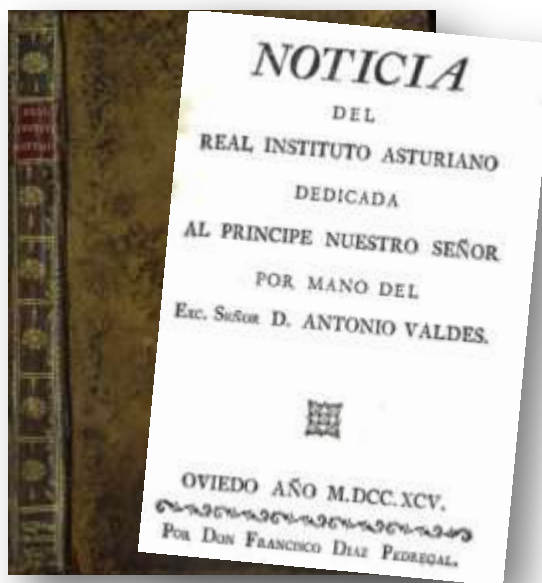 NOTICIA
DEL
REAL INSTITUTO ASTURIANO
DEDICADA
AL PRINCIPE NUESTRO SEÑOR
POR MANO DEL
Exc. Señor D. ANTONIO VALDES.
OVIEDO AÑO M.DCC.XCV.
Por Don Francisco Diaz Pedregal.